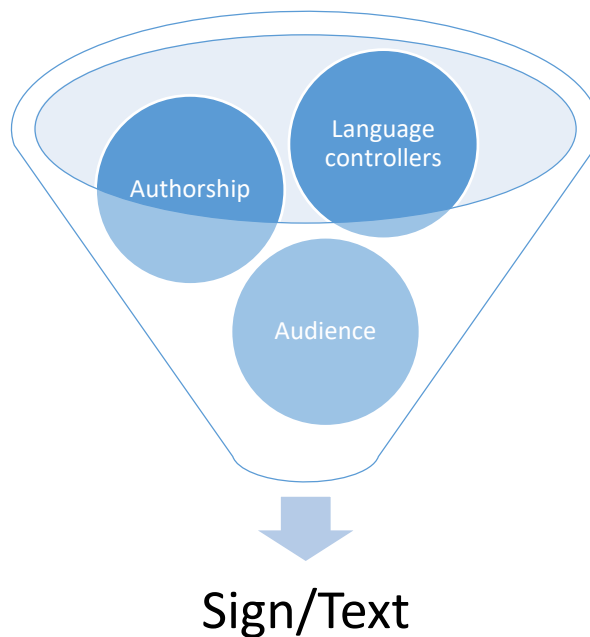 Language
controllers
Authorship
Audience
Sign/Text